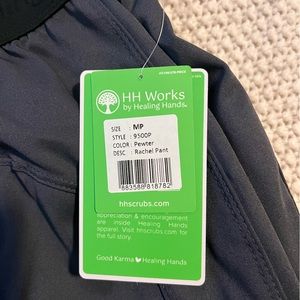 HH Works
by Healing Hands
SIZE : MP
STYLE : 9500P
COLOR : Pewter
DESC : Rachel Pant
883588818782
hhscrubs.com
appreciation & encouragement
are inside Healing Hands
apparel. Visit hhscrubs.com for
the full story.
Good Karma Healing Hands